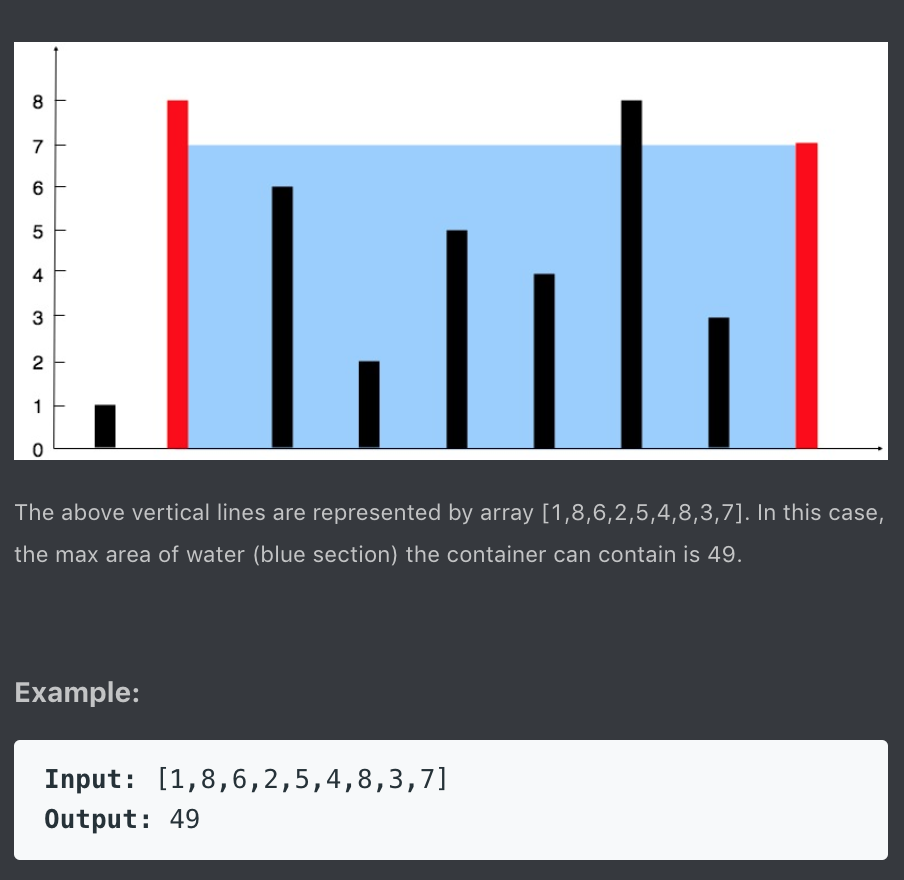 8
7
6
5
4
3
2
1
0
The above vertical lines are represented by array [1,8,6,2,5,4,8,3,7]. In this case,
the max area of water (blue section) the container can contain is 49.
Example:
Input: [1,8,6,2,5,4,8,3,7]
Output: 49